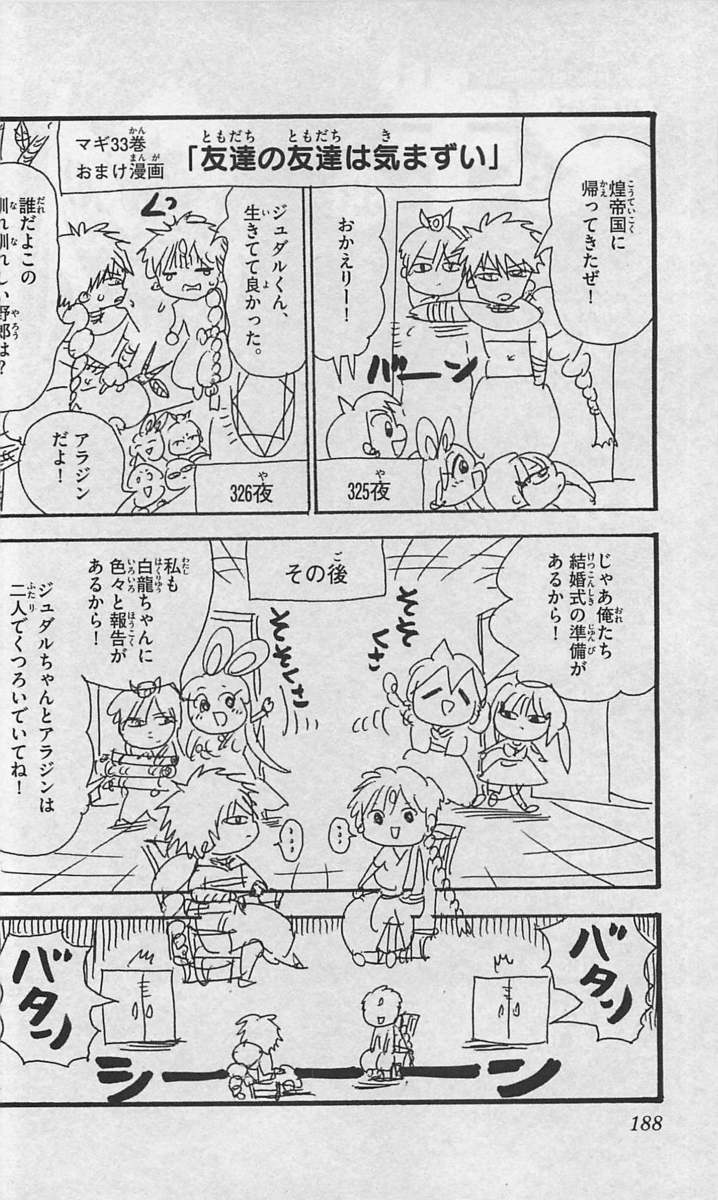 マギ33巻
おまけ漫画
「友達の友達は気まずい」
煌帝国に
帰ってきたぜ!
おかえりー!
バーン
325夜
ジュダルくん、
生きてて良かった。
くっ
誰だよこの
馴れ馴れしい野郎は?
アラジン
だよ!
326夜
その後
じゃあ俺たち
結婚式の準備が
あるから!
そそくさ
そそくさ
私も
白龍ちゃんに
色々と報告が
あるから!
ジュダルちゃんとアラジンは
二人でくつろいでいてね!
…
…
バタン
バタン
シーーン
188